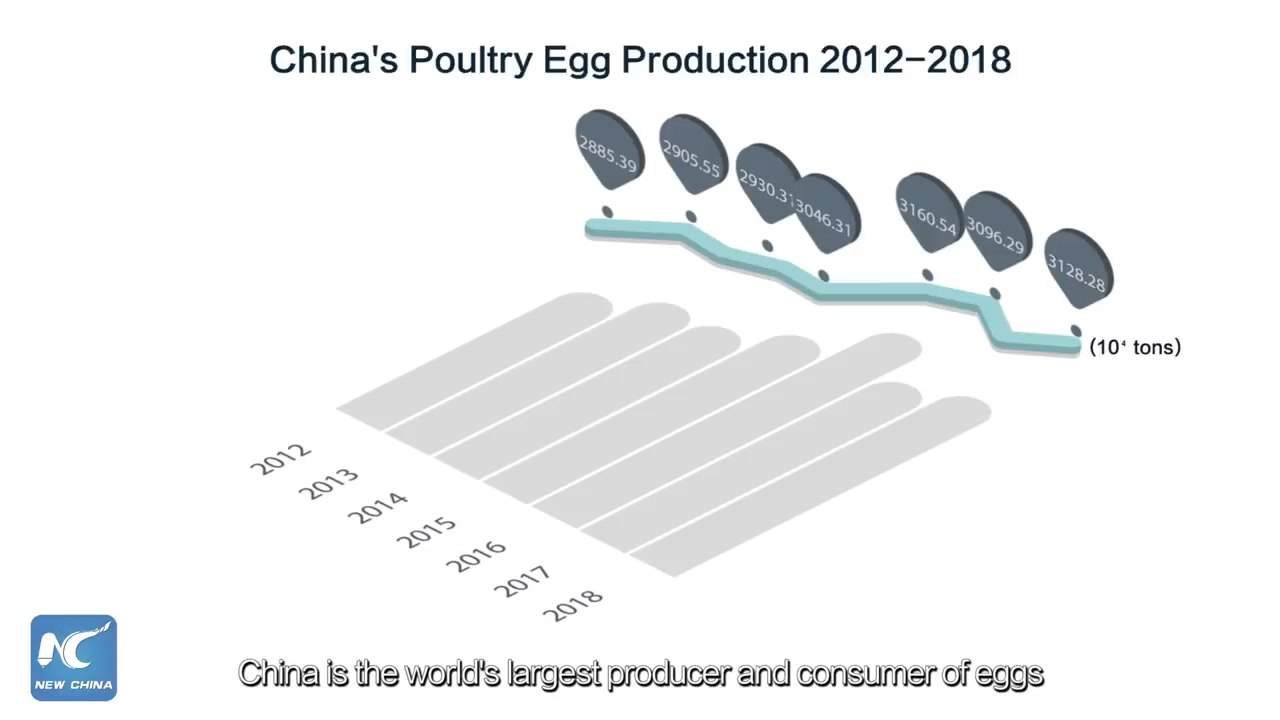 China's Poultry Egg Production 2012-2018
2885.39
2905.55
2930.31
3046.31
3160.54
3096.29
3128.28
(10⁴ tons)
2012
2013
2014
2015
2016
2017
2018
NC
NEW CHINA
China is the world's largest producer and consumer of eggs